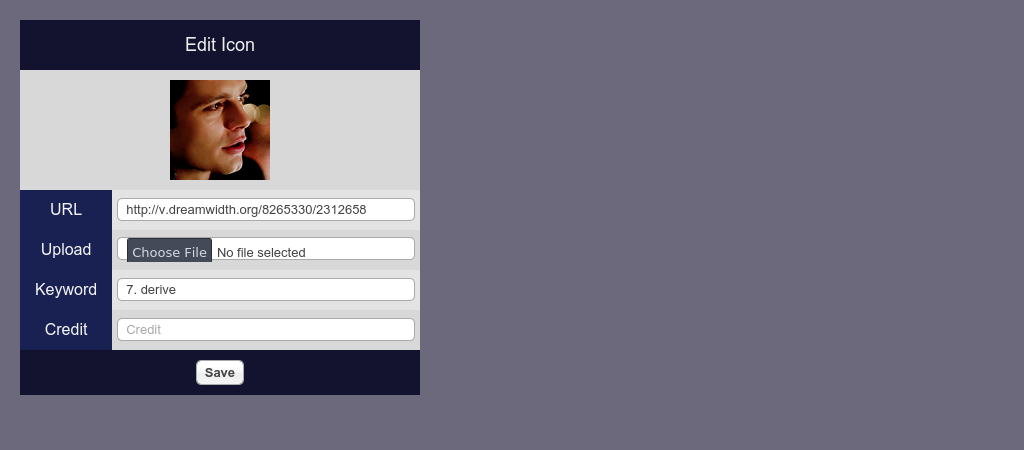 Edit Icon
URL
http://v.dreamwidth.org/8265330/2312658
Upload
Choose File No file selected
Keyword
7. derive
Credit
Credit
Save